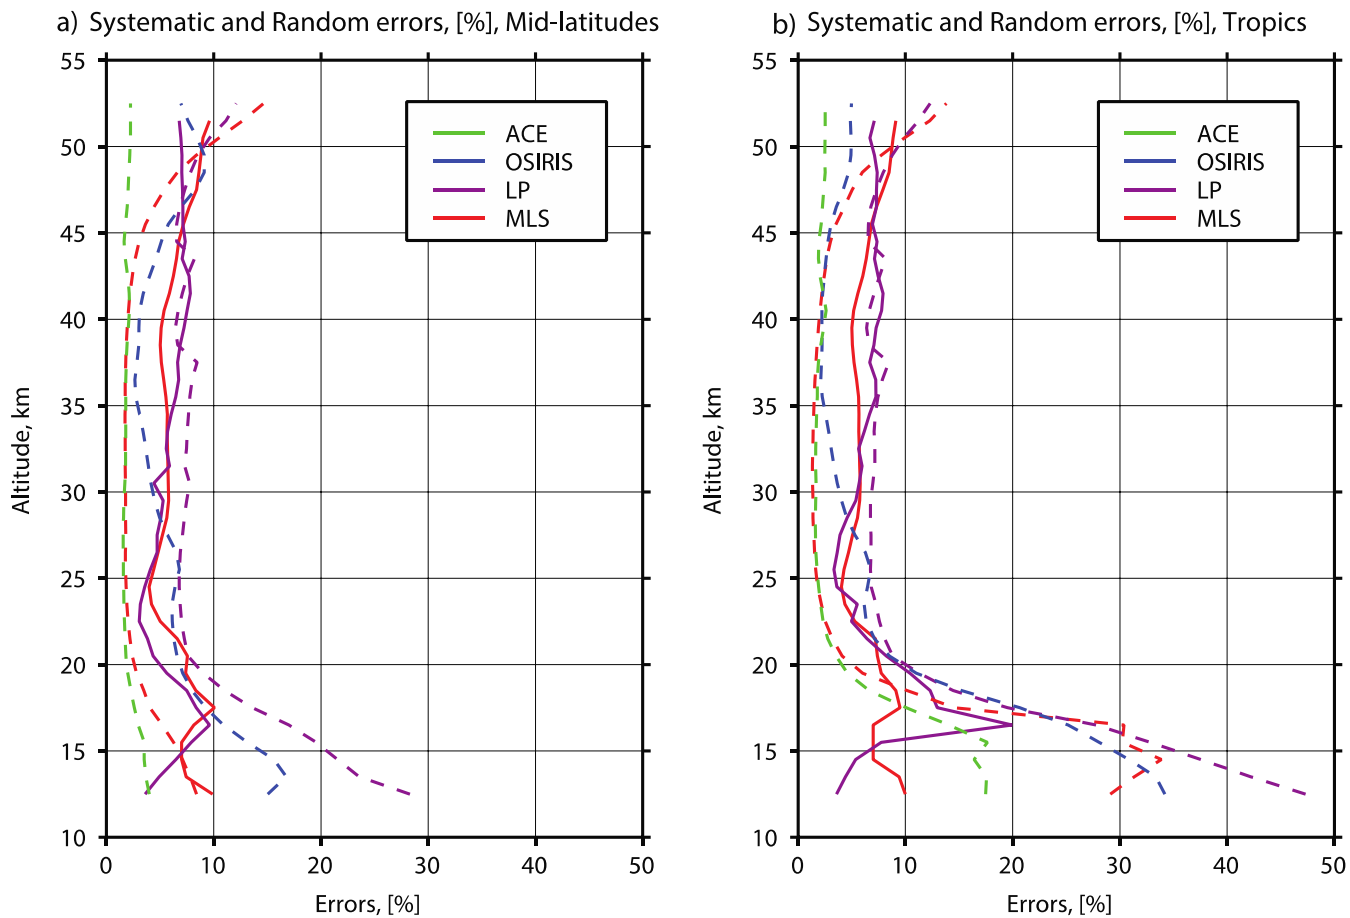 a) Systematic and Random errors, [%], Mid-latitudes
55
50
45
40
35
30
25
20
15
10
Altitude, km
ACE
OSIRIS
LP
MLS
0 10 20 30 40 50
Errors, [%]
b) Systematic and Random errors, [%], Tropics
55
50
45
40
35
30
25
20
15
10
Altitude, km
ACE
OSIRIS
LP
MLS
0 10 20 30 40 50
Errors, [%]